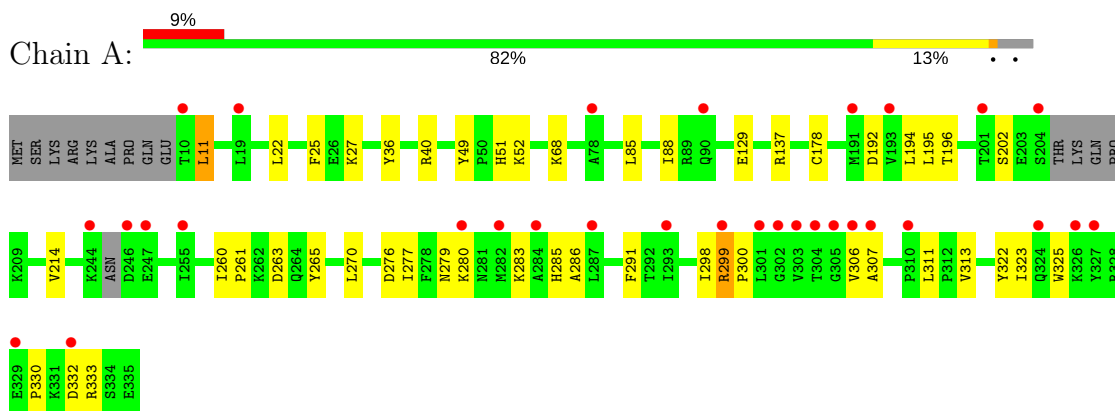 9%
Chain A:
82% 13% • •
MET SER LYS ARG LYS ALA PRO GLN GLU T10 L11 L19 L22 F25 E26 K27 Y36 R40 Y49 P50 H51 K52 K68 A78 L85 I88 R89 Q90 E129 R137 C178 M191 D192 V193 L194 L195 T196 T201 S202 E203 S204 THR LYS GLN PRO
K209 V214 K244 ASN D246 E247 I255 I260 P261 K262 D263 Q264 Y265 L270 D276 I277 F278 N279 K280 N281 M282 K283 A284 H285 A286 L287 F291 T292 I293 I298 R299 P300 L301 G302 V303 T304 G305 V306 A307 P310 L311 P312 V313 Y322 I323 Q324 W325 K326 Y327
E329 P330 K331 D332 R333 S334 E335